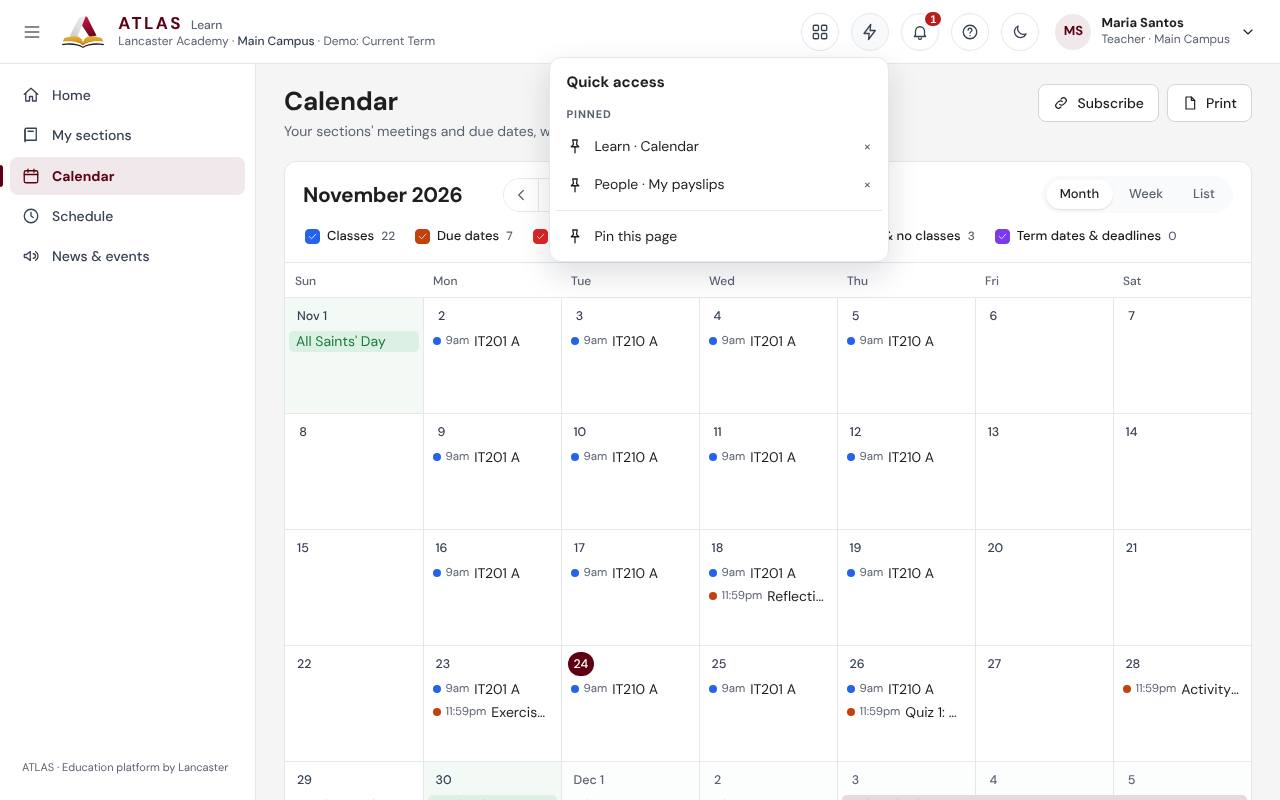 ATLAS Learn
Lancaster Academy · Main Campus · Demo: Current Term
1
MS
Maria Santos
Teacher · Main Campus
Home
My sections
Calendar
Schedule
News & events
ATLAS · Education platform by Lancaster
Calendar
Your sections' meetings and due dates, w
Subscribe
Print
Quick access
PINNED
Learn · Calendar ×
People · My payslips ×
Pin this page
November 2026
Month Week List
Classes 22 Due dates 7
& no classes 3 Term dates & deadlines 0
Sun Mon Tue Wed Thu Fri Sat
Nov 1 2 3 4 5 6 7
All Saints' Day 9am IT201 A 9am IT210 A 9am IT201 A 9am IT210 A
8 9 10 11 12 13 14
9am IT201 A 9am IT210 A 9am IT201 A 9am IT210 A
15 16 17 18 19 20 21
9am IT201 A 9am IT210 A 9am IT201 A 9am IT210 A
11:59pm Reflecti...
22 23 24 25 26 27 28
9am IT201 A 9am IT210 A 9am IT201 A 9am IT210 A 11:59pm Activity...
11:59pm Exercis... 11:59pm Quiz 1: ...
29 30 Dec 1 2 3 4 5